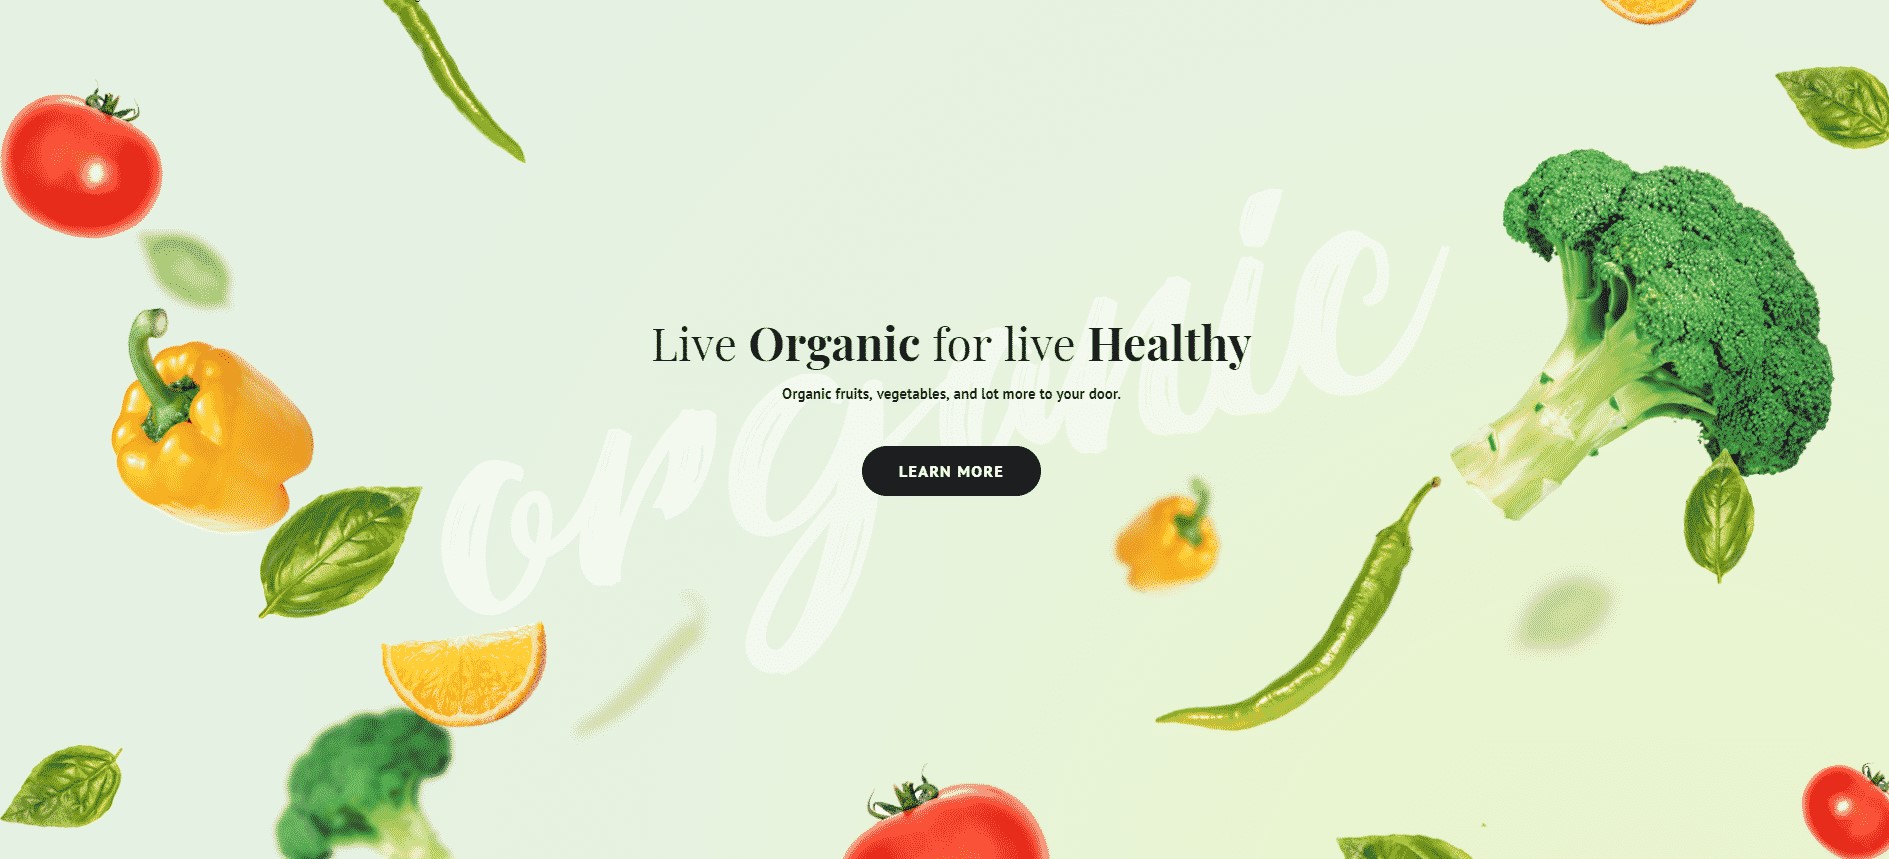 organic
Live Organic for live Healthy
Organic fruits, vegetables, and lot more to your door.
LEARN MORE